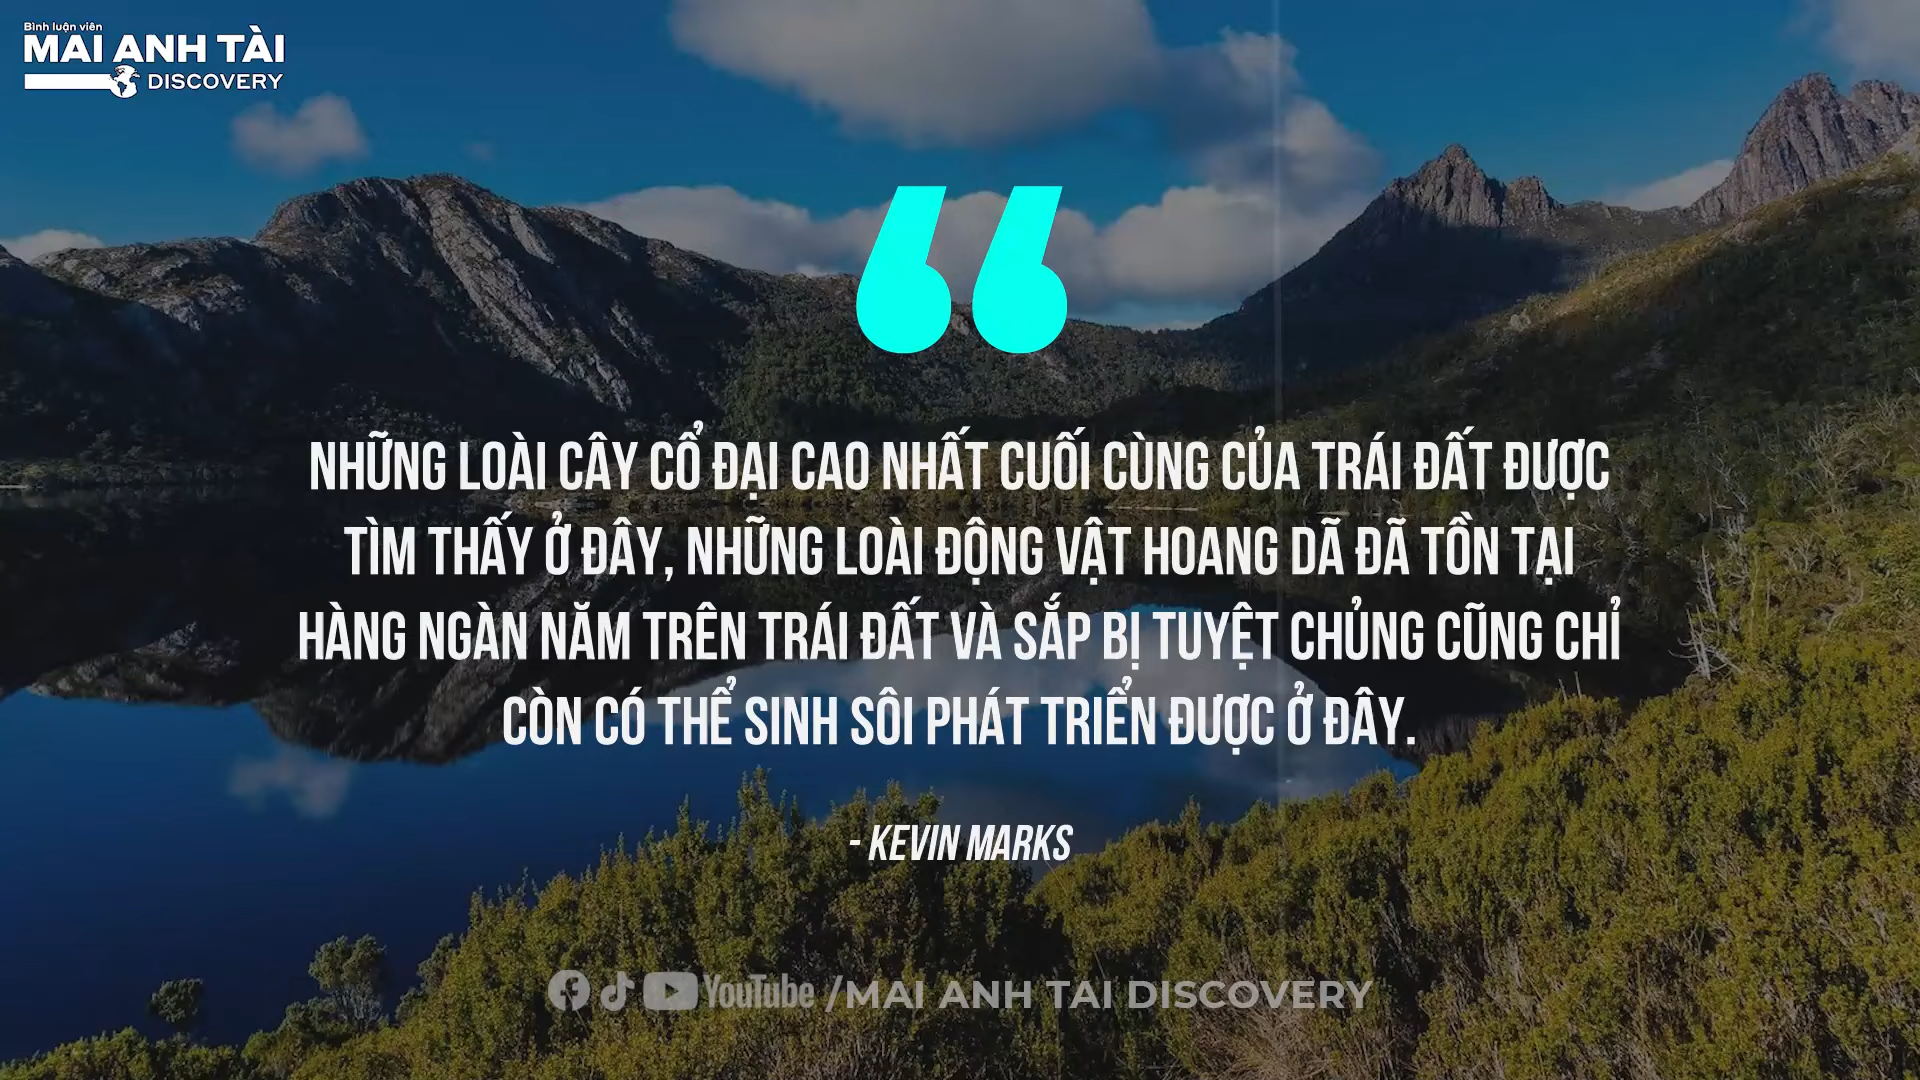 Bình luận viên
MAI ANH TÀI
DISCOVERY
NHỮNG LOÀI CÂY CỔ ĐẠI CAO NHẤT CUỐI CÙNG CỦA TRÁI ĐẤT ĐƯỢC
TÌM THẤY Ở ĐÂY, NHỮNG LOÀI ĐỘNG VẬT HOANG DÃ ĐÃ TỒN TẠI
HÀNG NGÀN NĂM TRÊN TRÁI ĐẤT VÀ SẮP BỊ TUYỆT CHỦNG CŨNG CHỈ
CÒN CÓ THỂ SINH SÔI PHÁT TRIỂN ĐƯỢC Ở ĐÂY.
- KEVIN MARKS
YouTube /MAI ANH TAI DISCOVERY